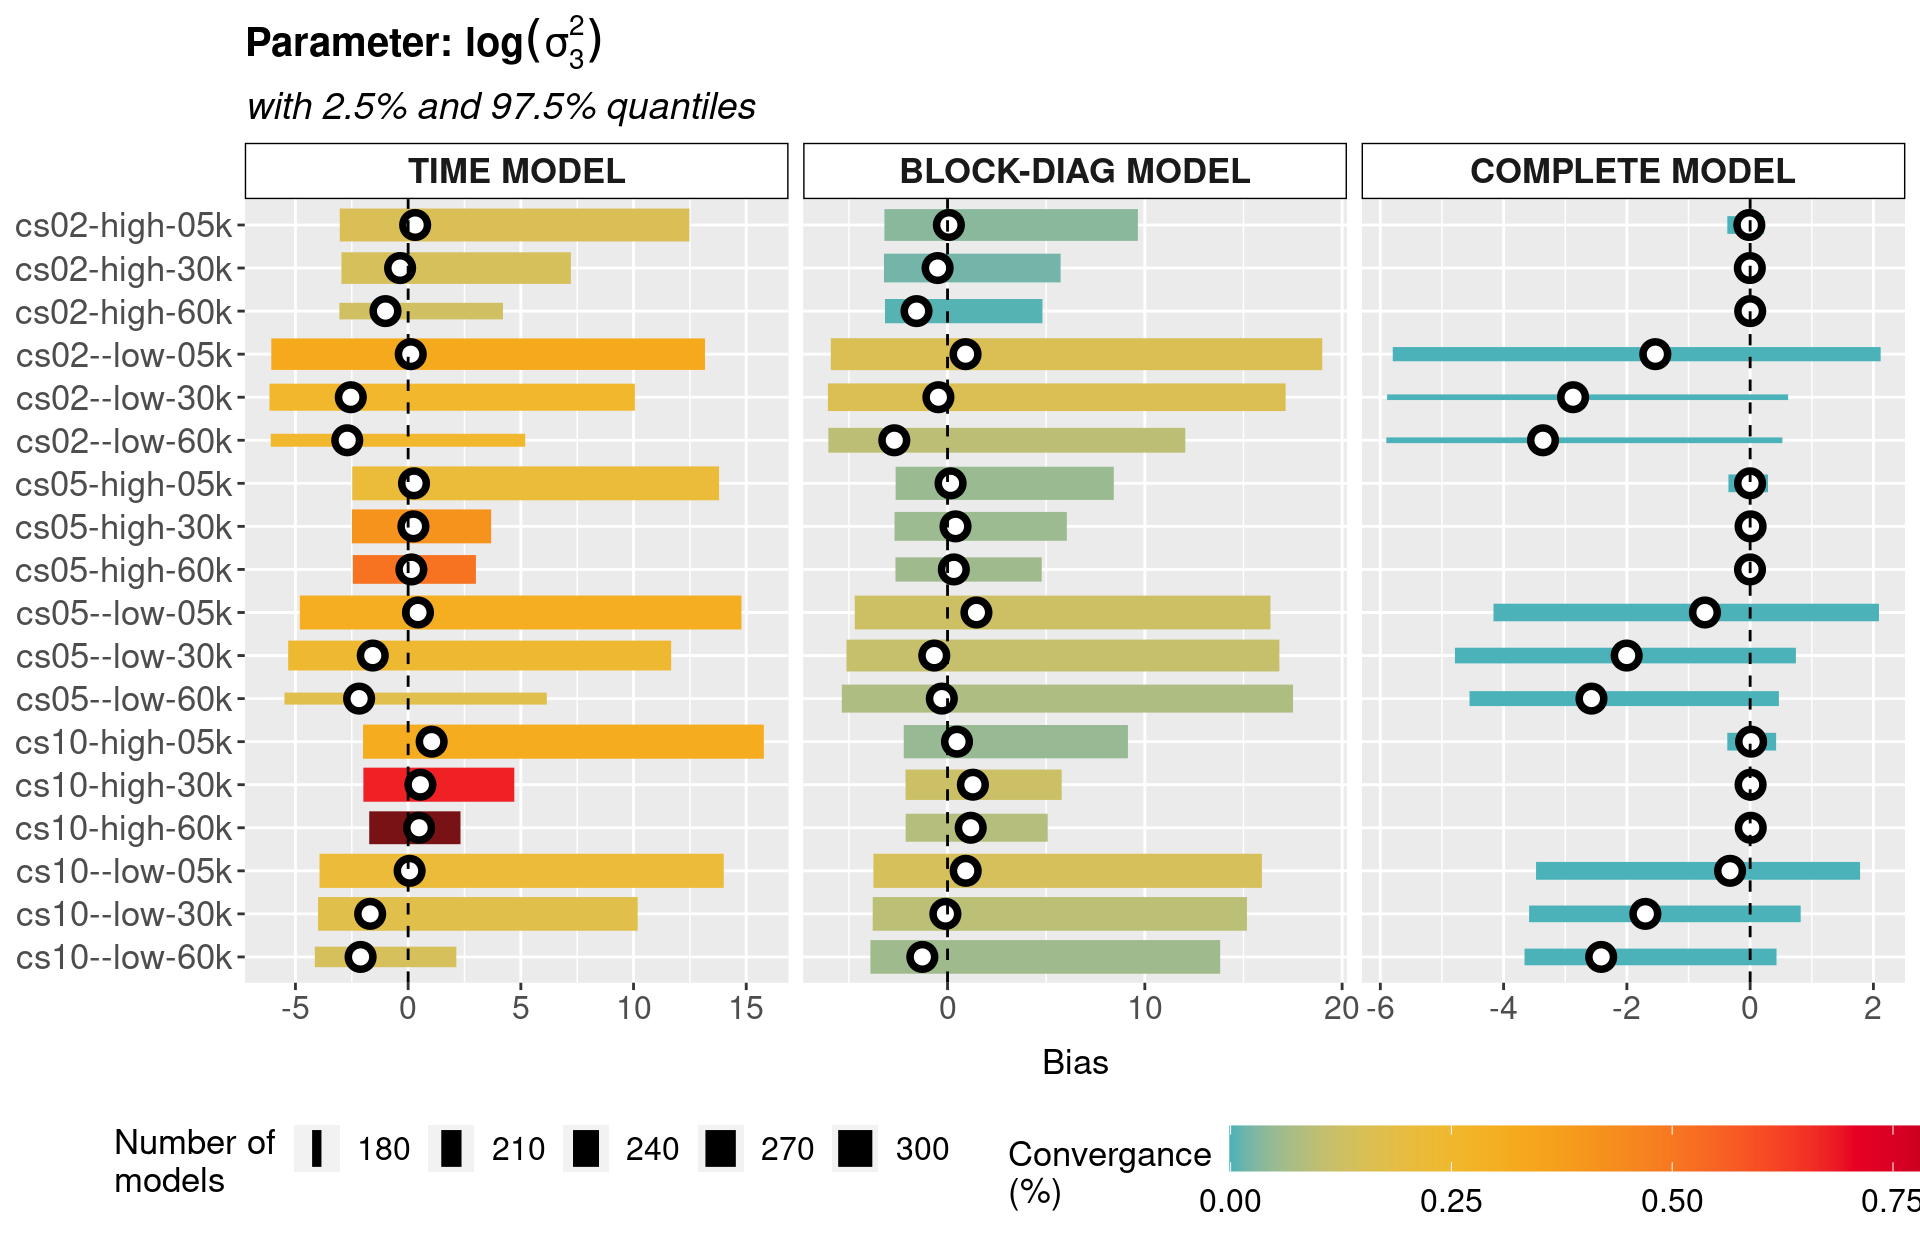 Parameter: log(σ₃²)
with 2.5% and 97.5% quantiles
TIME MODEL BLOCK-DIAG MODEL COMPLETE MODEL
cs02-high-05k
cs02-high-30k
cs02-high-60k
cs02--low-05k
cs02--low-30k
cs02--low-60k
cs05-high-05k
cs05-high-30k
cs05-high-60k
cs05--low-05k
cs05--low-30k
cs05--low-60k
cs10-high-05k
cs10-high-30k
cs10-high-60k
cs10--low-05k
cs10--low-30k
cs10--low-60k
-5 0 5 10 15 0 10 20 -6 -4 -2 0 2
Bias
Number of models 180 210 240 270 300
Convergance (%) 0.00 0.25 0.50 0.75